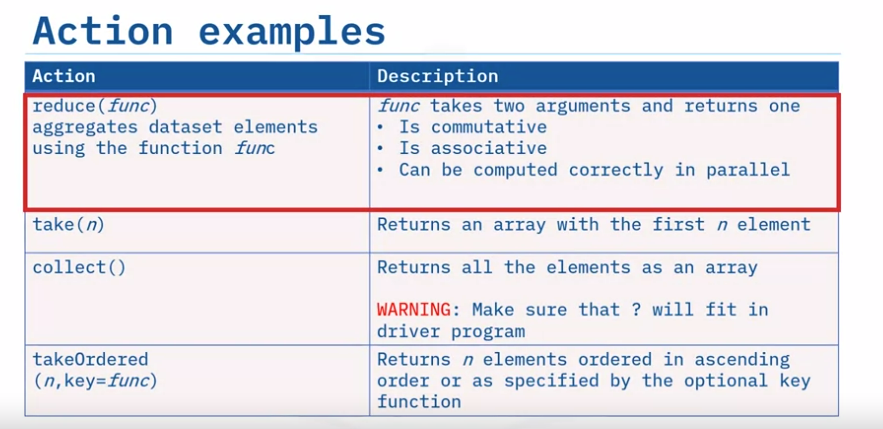 Action examples
Action
Description
reduce(func)
aggregates dataset elements
using the function func
func takes two arguments and returns one
• Is commutative
• Is associative
• Can be computed correctly in parallel
take(n)
Returns an array with the first n element
collect()
Returns all the elements as an array
WARNING: Make sure that ? will fit in
driver program
takeOrdered
(n,key=func)
Returns n elements ordered in ascending
order or as specified by the optional key
function